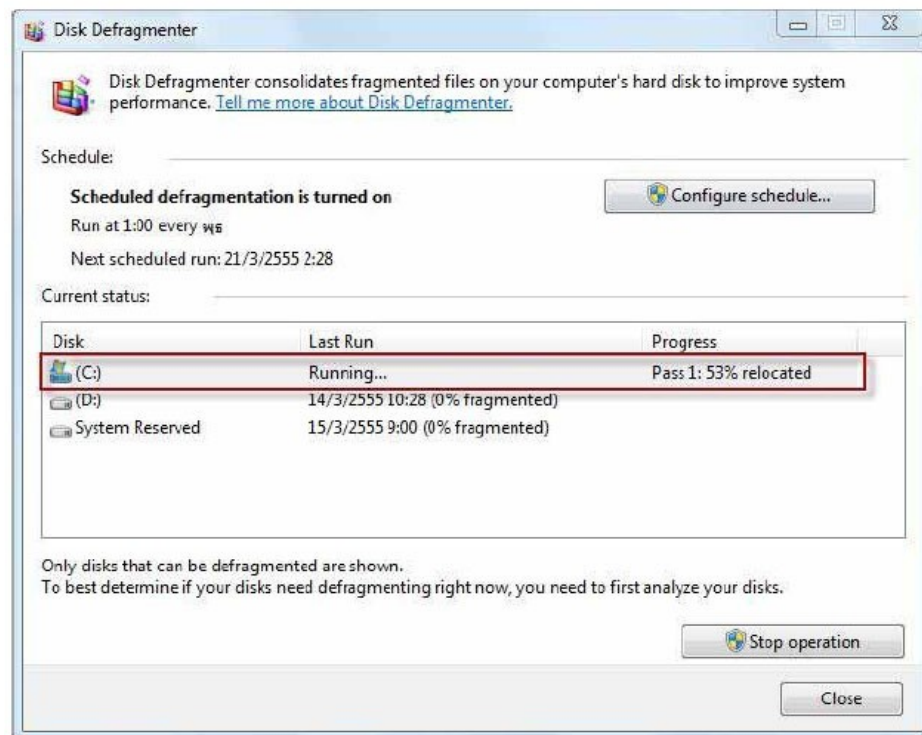 Disk Defragmenter
Disk Defragmenter consolidates fragmented files on your computer's hard disk to improve system
performance. Tell me more about Disk Defragmenter.
Schedule:
Scheduled defragmentation is turned on
Configure schedule...
Run at 1:00 every พุธ
Next scheduled run: 21/3/2555 2:28
Current status:
Disk Last Run Progress
(C:) Running... Pass 1: 53% relocated
(D:) 14/3/2555 10:28 (0% fragmented)
System Reserved 15/3/2555 9:00 (0% fragmented)
Only disks that can be defragmented are shown.
To best determine if your disks need defragmenting right now, you need to first analyze your disks.
Stop operation
Close